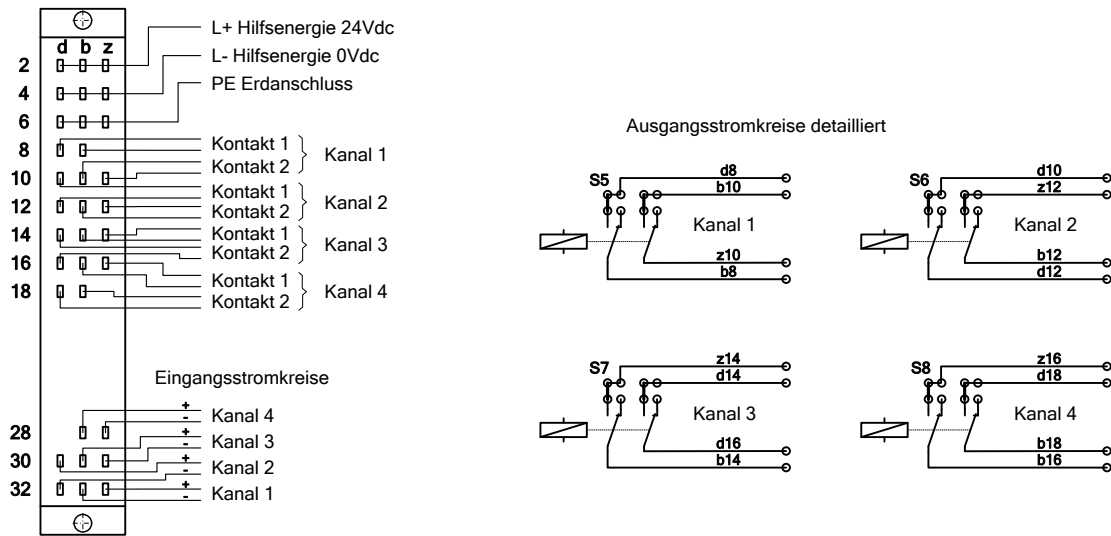 L+ Hilfsenergie 24Vdc
d b z
2
L- Hilfsenergie 0Vdc
4
PE Erdanschluss
6
8
Kontakt 1
Kontakt 2
Kanal 1
10
Kontakt 1
Kontakt 2
Kanal 2
12
14
Kontakt 1
Kontakt 2
Kanal 3
16
Kontakt 1
Kontakt 2
Kanal 4
18
Eingangsstromkreise
+
- Kanal 4
28
+
- Kanal 3
30
+
- Kanal 2
32
+
- Kanal 1
Ausgangsstromkreise detailliert
S5
d8
b10
Kanal 1
z10
b8
S6
d10
z12
Kanal 2
b12
d12
S7
z14
d14
Kanal 3
d16
b14
S8
z16
d18
Kanal 4
b18
b16